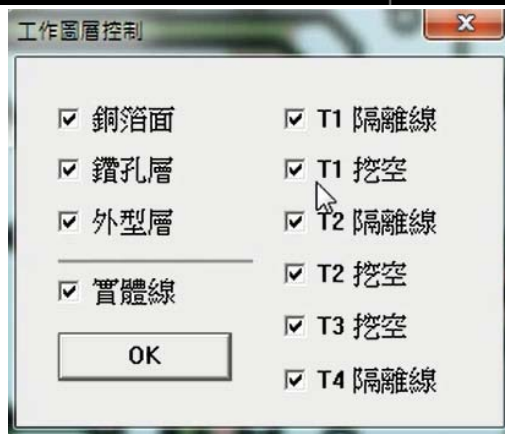 工作圖層控制
銅箔面
鑽孔層
外型層
實體線
OK
T1 隔離線
T1 挖空
T2 隔離線
T2 挖空
T3 挖空
T4 隔離線